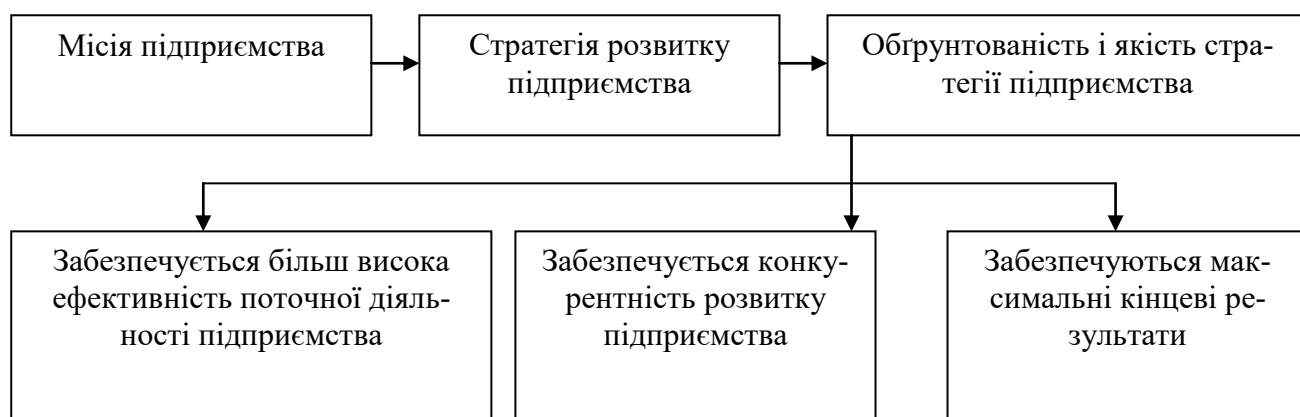 Місія підприємства
Стратегія розвитку
підприємства
Обґрунтованість і якість стра-
тегії підприємства
Забезпечується більш висока
ефективність поточної діяль-
ності підприємства
Забезпечується конку-
рентність розвитку
підприємства
Забезпечуються мак-
симальні кінцеві ре-
зультати